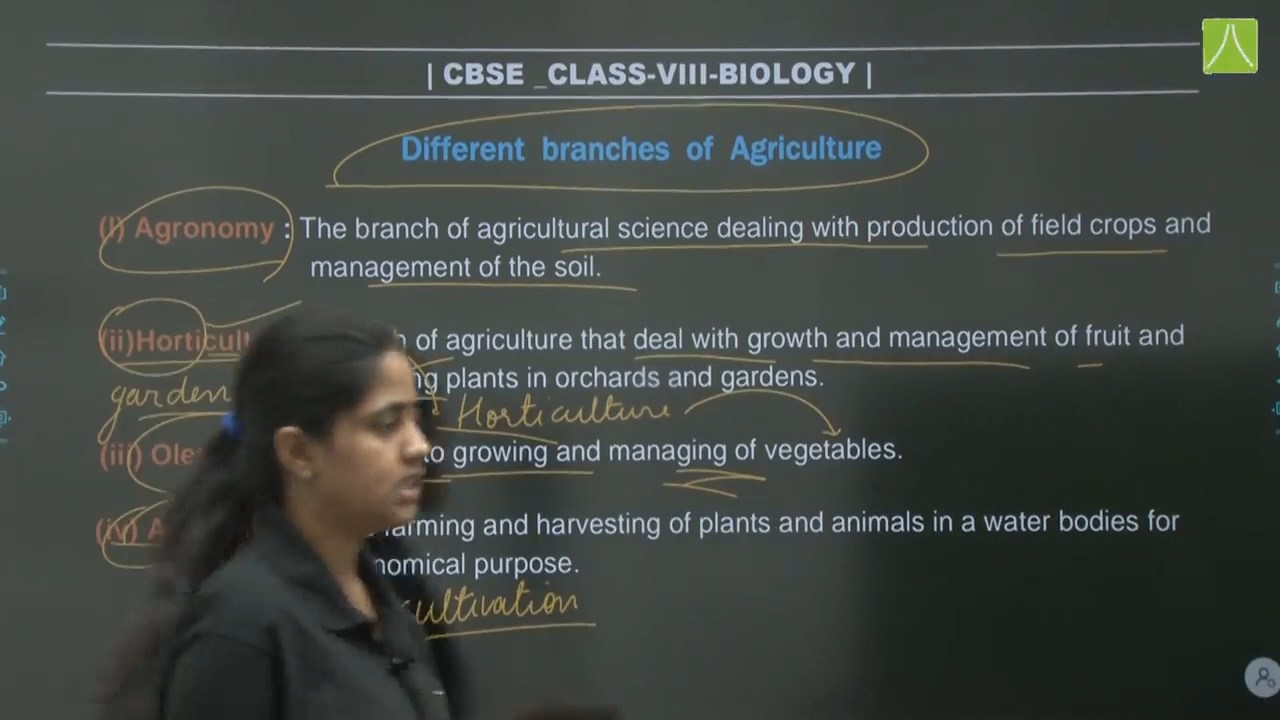 | CBSE _CLASS-VIII-BIOLOGY |
Different branches of Agriculture
(i) Agronomy : The branch of agricultural science dealing with production of field crops and
management of the soil.
(ii)Horticult of agriculture that deal with growth and management of fruit and
plants in orchards and gardens.
garden Horticulture
(iii) Ole to growing and managing of vegetables.
(iv) A arming and harvesting of plants and animals in a water bodies for
nomical purpose.
cultivation